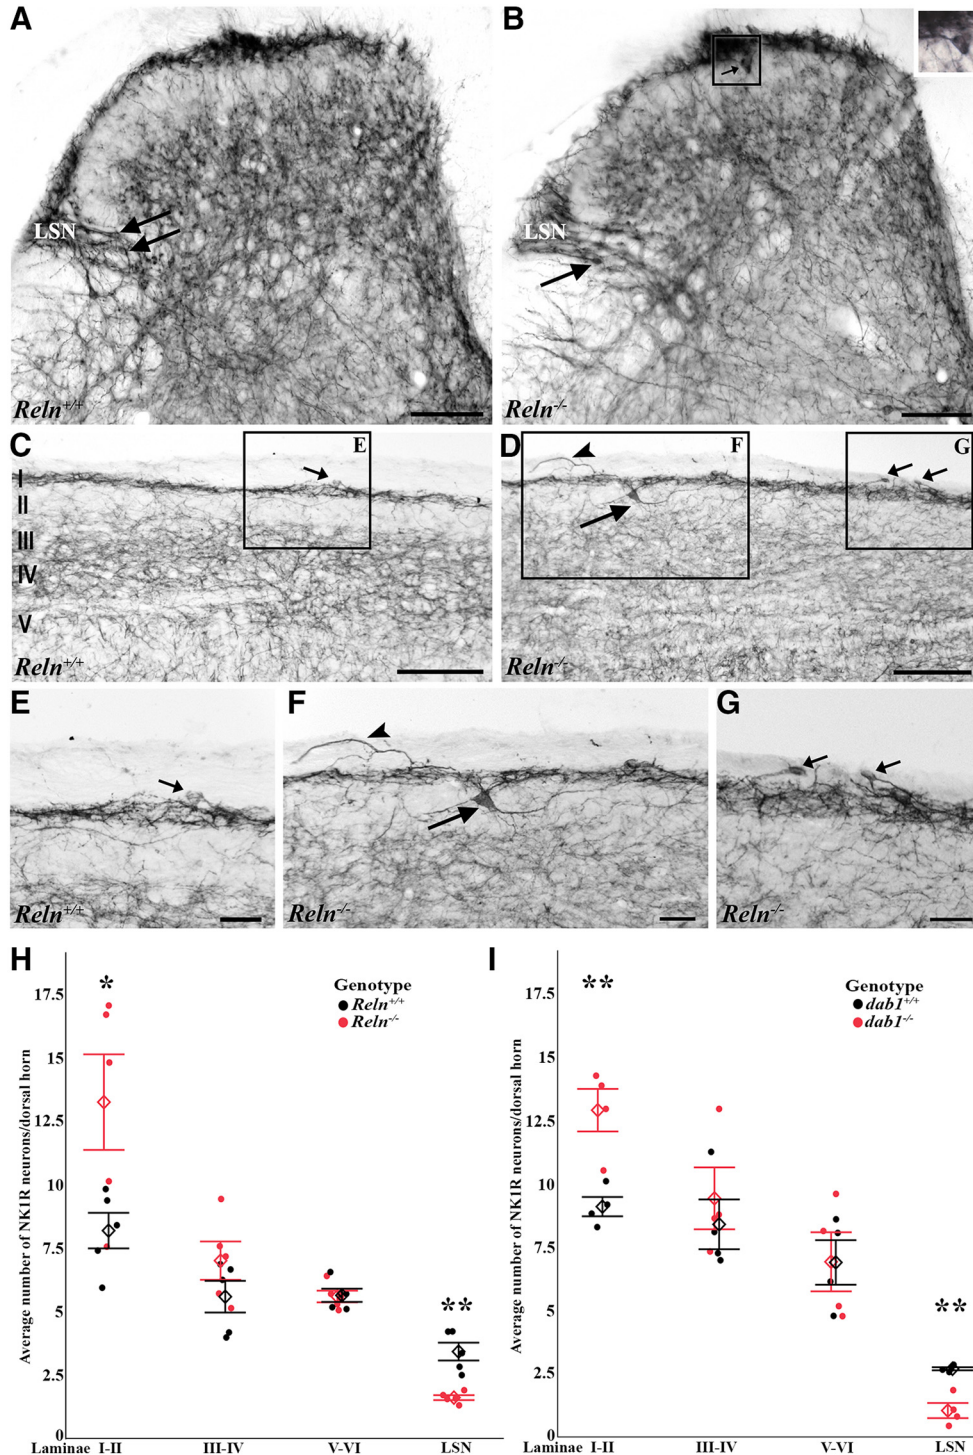 A
B
LSN
LSN
Reln+/+
Reln-/-
C
E
D
F
G
I
II
III
IV
V
Reln+/+
Reln-/-
E
F
G
Reln+/+
Reln-/-
Reln-/-
H
*
Genotype
Reln+/+
Reln-/-
**
Average number of NK1R neurons/dorsal horn
17.5
15
12.5
10
7.5
5
2.5
0
Laminae I-II III-IV V-VI LSN
I
**
Genotype
dab1+/+
dab1-/-
**
Average number of NK1R neurons/dorsal horn
17.5
15
12.5
10
7.5
5
2.5
0
Laminae I-II III-IV V-VI LSN